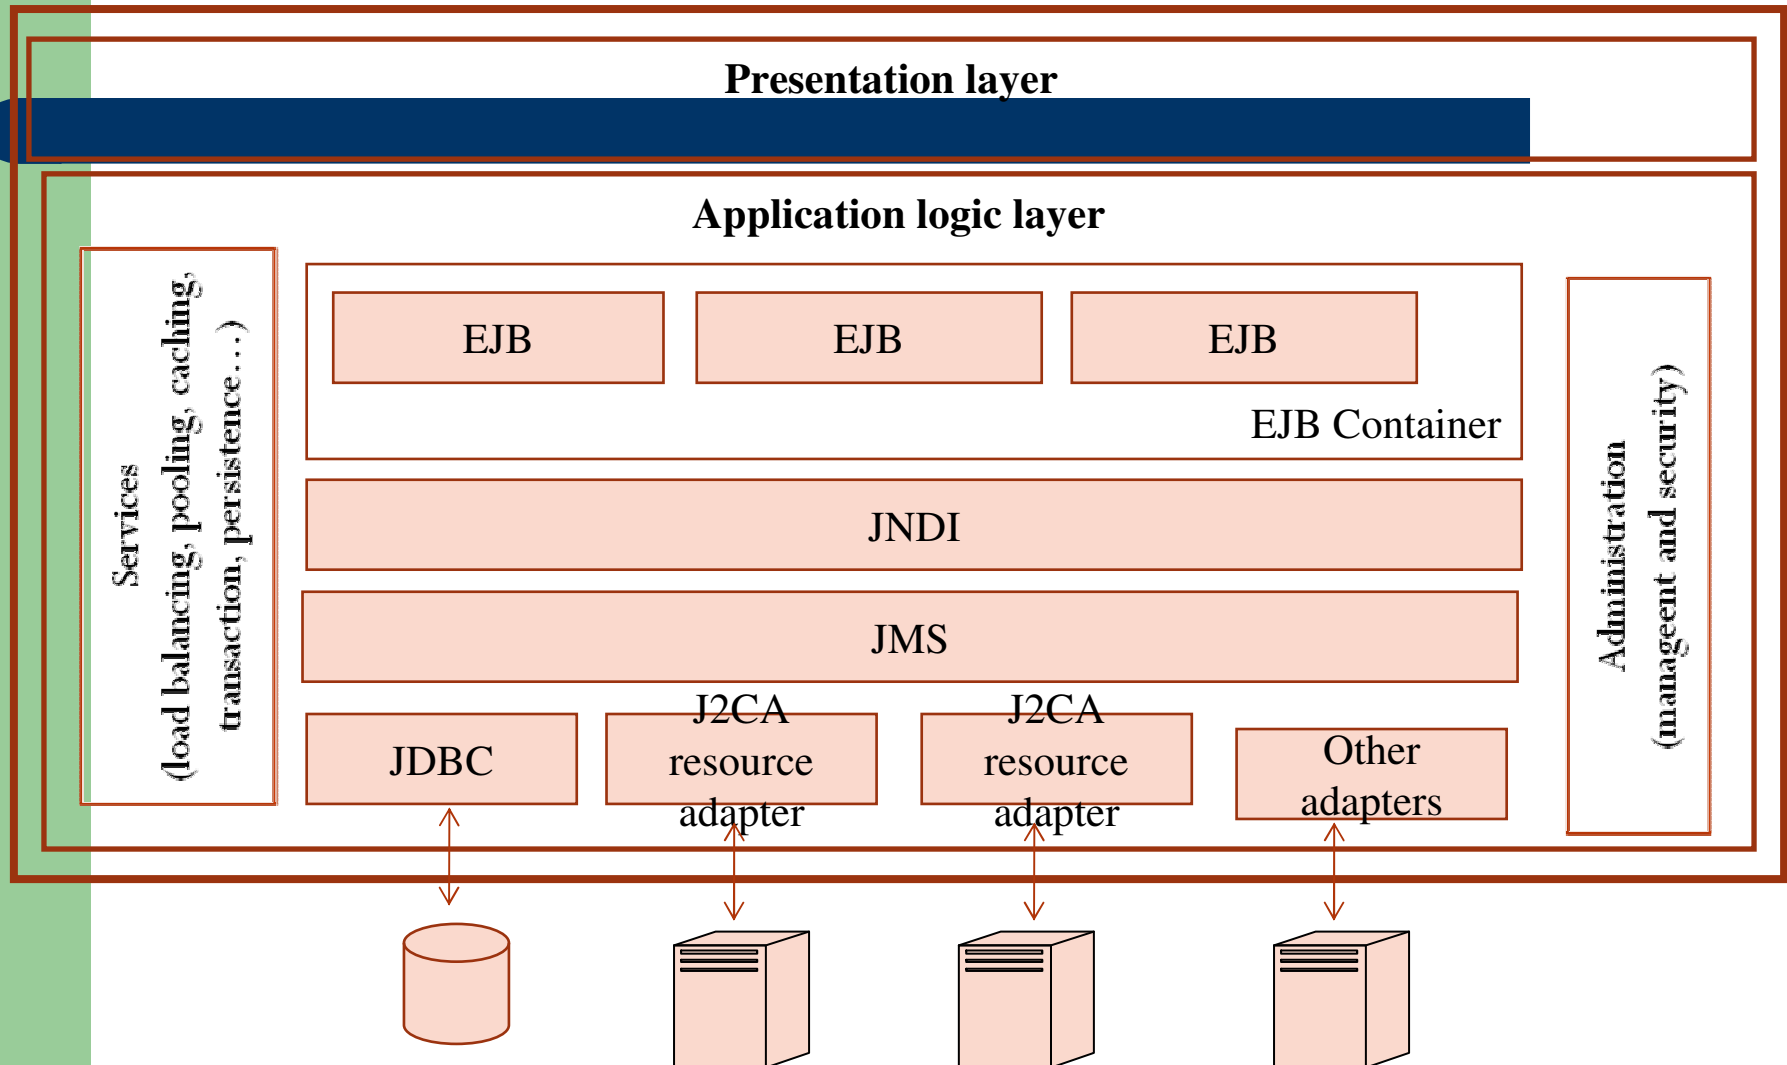 Presentation layer
Application logic layer
Services
(load balancing, pooling, caching,
transaction, persistence…)
EJB
EJB
EJB
EJB Container
JNDI
JMS
JDBC
J2CA
resource
adapter
J2CA
resource
adapter
Other
adapters
Administration
(manageent and security)